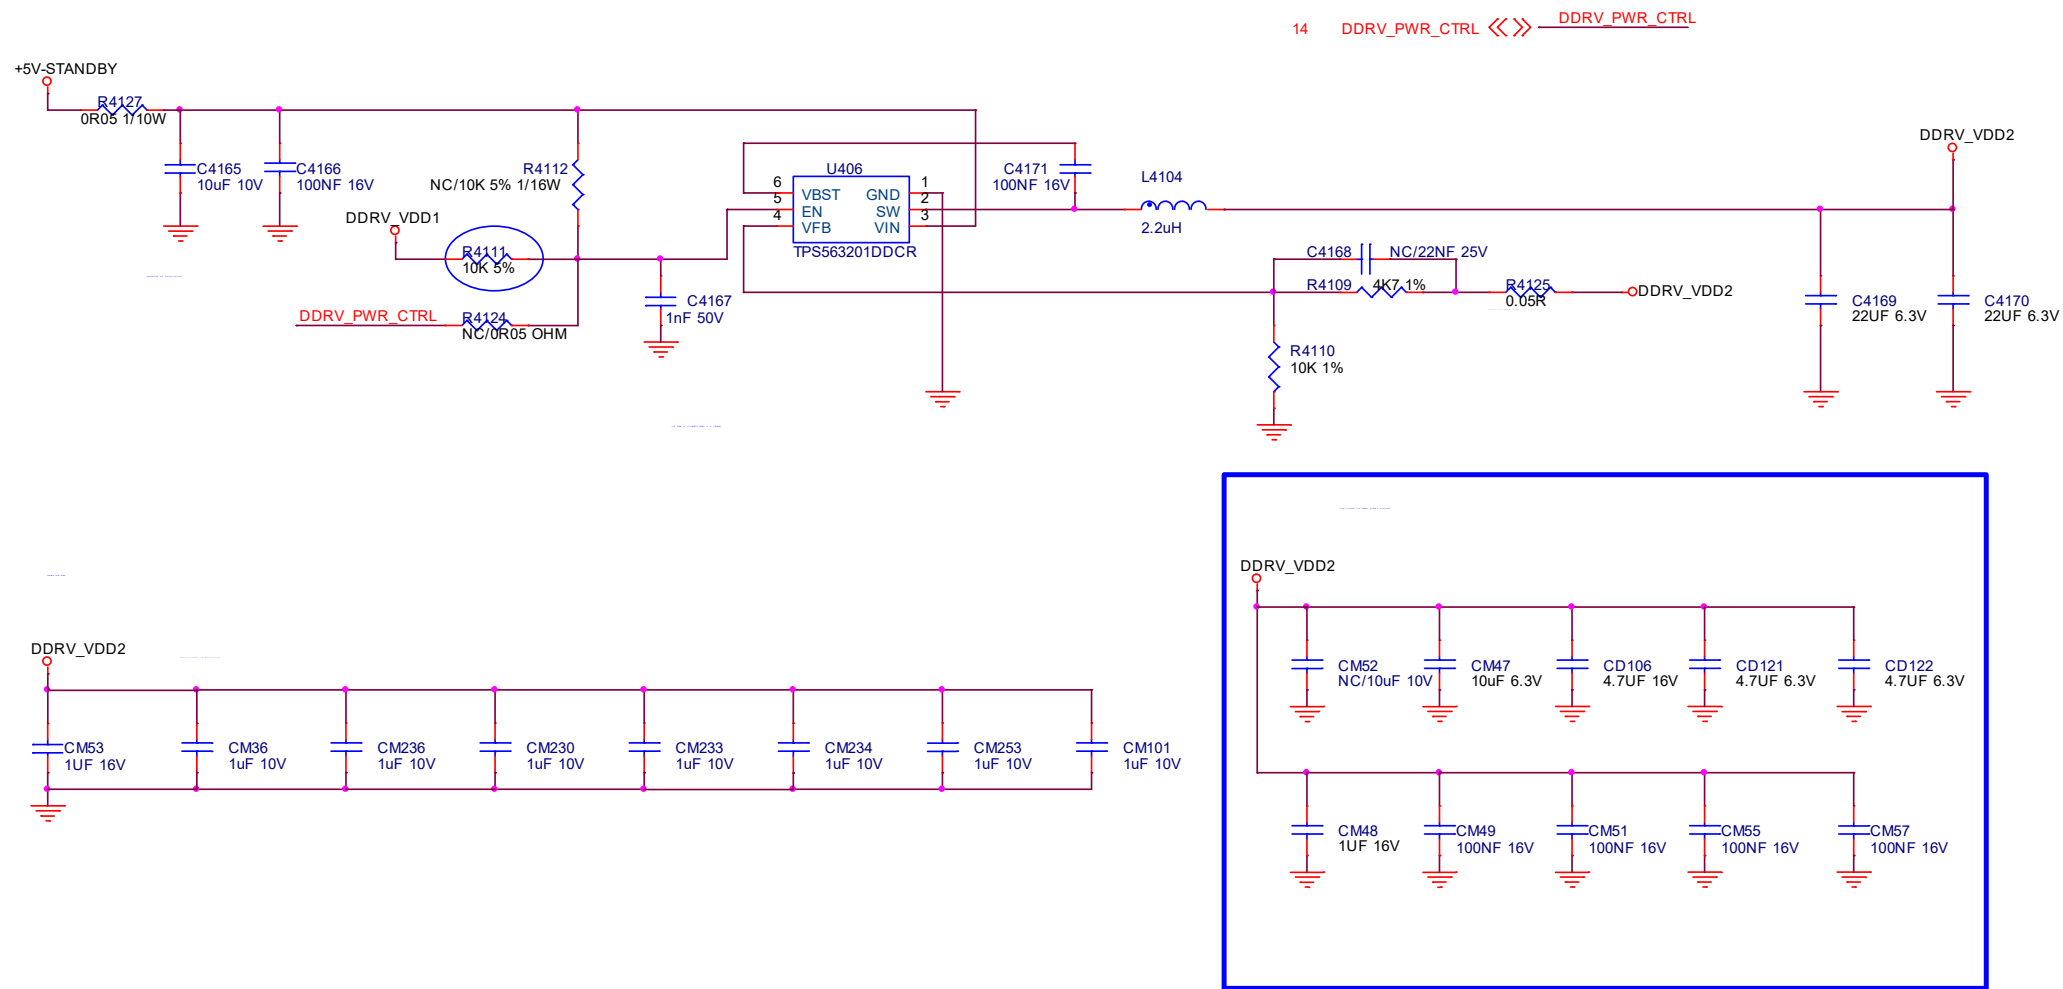 14 DDRV_PWR_CTRL DDRV_PWR_CTRL
+5V-STANDBY
R4127
0R05 1/10W
C4165
10uF 10V
C4166
100NF 16V
R4112
NC/10K 5% 1/16W
DDRV_VDD1
R4111
10K 5%
DDRV_PWR_CTRL
R4124
NC/0R05 OHM
C4167
1nF 50V
U406
6 VBST GND 1
5 EN SW 2
4 VFB VIN 3
TPS563201DDCR
C4171
100NF 16V
L4104
2.2uH
C4168 NC/22NF 25V
R4109 4K7 1%
R4125
0.05R
DDRV_VDD2
R4110
10K 1%
DDRV_VDD2
C4169
22UF 6.3V
C4170
22UF 6.3V
DDRV_VDD2
CM53
1UF 16V
CM36
1uF 10V
CM236
1uF 10V
CM230
1uF 10V
CM233
1uF 10V
CM234
1uF 10V
CM253
1uF 10V
CM101
1uF 10V
DDRV_VDD2
CM52
NC/10uF 10V
CM47
10uF 6.3V
CD106
4.7UF 16V
CD121
4.7UF 6.3V
CD122
4.7UF 6.3V
CM48
1UF 16V
CM49
100NF 16V
CM51
100NF 16V
CM55
100NF 16V
CM57
100NF 16V